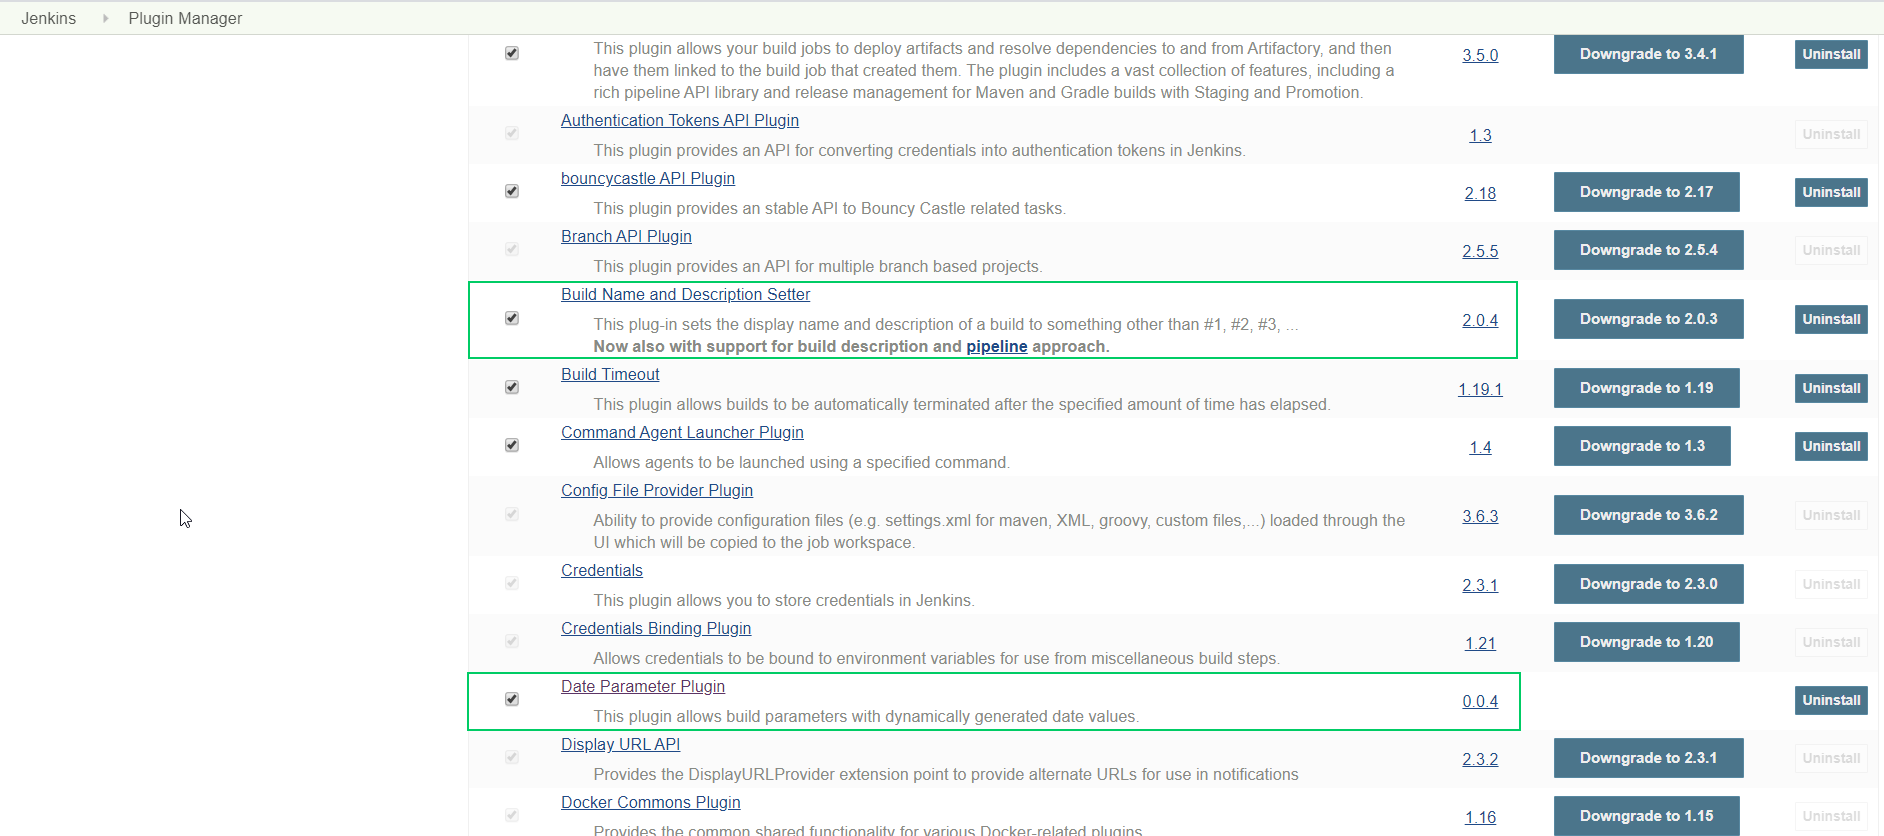 Jenkins Plugin Manager
This plugin allows your build jobs to deploy artifacts and resolve dependencies to and from Artifactory, and then
have them linked to the build job that created them. The plugin includes a vast collection of features, including a
rich pipeline API library and release management for Maven and Gradle builds with Staging and Promotion.
3.5.0 Downgrade to 3.4.1 Uninstall
Authentication Tokens API Plugin
This plugin provides an API for converting credentials into authentication tokens in Jenkins.
1.3 Uninstall
bouncycastle API Plugin
This plugin provides an stable API to Bouncy Castle related tasks.
2.18 Downgrade to 2.17 Uninstall
Branch API Plugin
This plugin provides an API for multiple branch based projects.
2.5.5 Downgrade to 2.5.4 Uninstall
Build Name and Description Setter
This plug-in sets the display name and description of a build to something other than #1, #2, #3, ...
Now also with support for build description and pipeline approach.
2.0.4 Downgrade to 2.0.3 Uninstall
Build Timeout
This plugin allows builds to be automatically terminated after the specified amount of time has elapsed.
1.19.1 Downgrade to 1.19 Uninstall
Command Agent Launcher Plugin
Allows agents to be launched using a specified command.
1.4 Downgrade to 1.3 Uninstall
Config File Provider Plugin
Ability to provide configuration files (e.g. settings.xml for maven, XML, groovy, custom files,...) loaded through the
UI which will be copied to the job workspace.
3.6.3 Downgrade to 3.6.2 Uninstall
Credentials
This plugin allows you to store credentials in Jenkins.
2.3.1 Downgrade to 2.3.0 Uninstall
Credentials Binding Plugin
Allows credentials to be bound to environment variables for use from miscellaneous build steps.
1.21 Downgrade to 1.20 Uninstall
Date Parameter Plugin
This plugin allows build parameters with dynamically generated date values.
0.0.4 Uninstall
Display URL API
Provides the DisplayURLProvider extension point to provide alternate URLs for use in notifications
2.3.2 Downgrade to 2.3.1 Uninstall
Docker Commons Plugin
Provides the common shared functionality for various Docker-related plugins.
1.16 Downgrade to 1.15 Uninstall